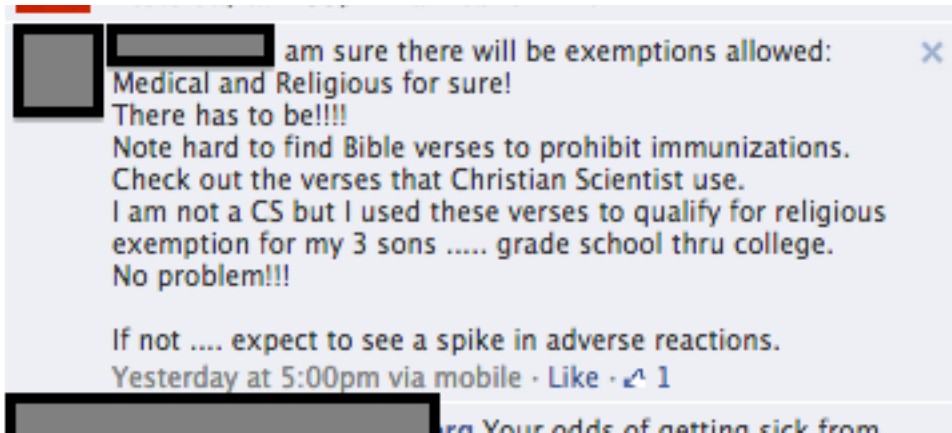 am sure there will be exemptions allowed:
Medical and Religious for sure!
There has to be!!!!
Note hard to find Bible verses to prohibit immunizations.
Check out the verses that Christian Scientist use.
I am not a CS but I used these verses to qualify for religious
exemption for my 3 sons ..... grade school thru college.
No problem!!!
If not .... expect to see a spike in adverse reactions.
Yesterday at 5:00pm via mobile · Like · 1
Your odds of getting sick from